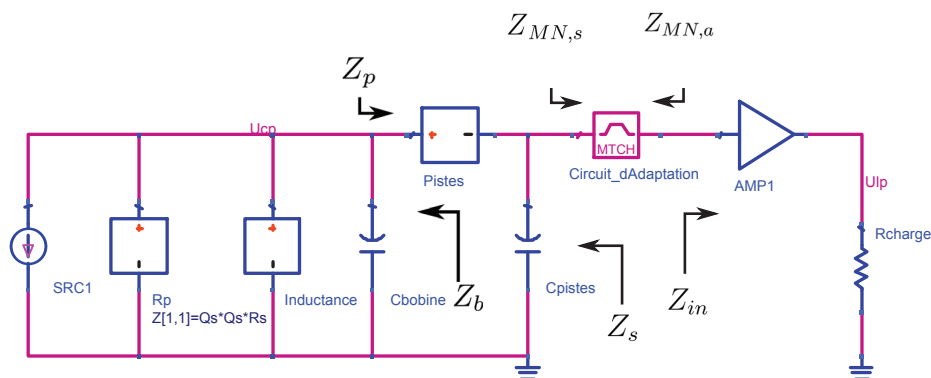 Z_{MN,s}
Z_{MN,a}
Z_p
Ucp
MTCH
Pistes
Circuit_dAdaptation
AMP1
Ulp
Rcharge
SRC1
Rp
Z[1,1]=Qs*Qs*Rs
Inductance
Cbobine
Z_b
Cpistes
Z_s
Z_{in}